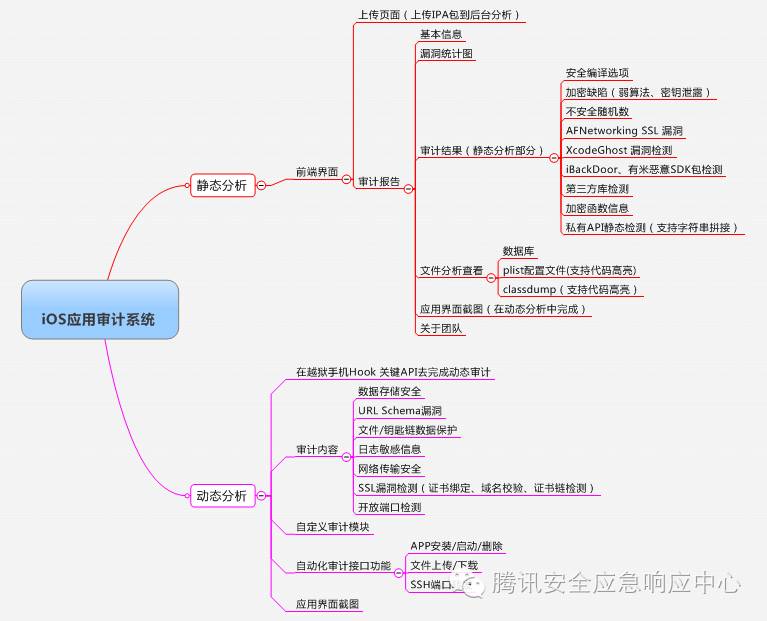 上传页面（上传IPA包到后台分析）
基本信息
漏洞统计图
安全编译选项
加密缺陷（弱算法、密钥泄露）
不安全随机数
AFNetworking SSL 漏洞
审计结果（静态分析部分）
XcodeGhost 漏洞检测
iBackDoor、有米恶意SDK包检测
前端界面
静态分析
审计报告
第三方库检测
加密函数信息
私有API静态检测（支持字符串拼接）
数据库
文件分析查看
plist配置文件(支持代码高亮)
classdump（支持代码高亮）
应用界面截图（在动态分析中完成）
关于团队
iOS应用审计系统
在越狱手机Hook 关键API去完成动态审计
数据存储安全
URL Schema漏洞
文件/钥匙链数据保护
审计内容
日志敏感信息
网络传输安全
SSL漏洞检测（证书绑定、域名校验、证书链检测）
开放端口检测
动态分析
自定义审计模块
APP安装/启动/删除
自动化审计接口功能
文件上传/下载
SSH端口
应用界面截图
腾讯安全应急响应中心